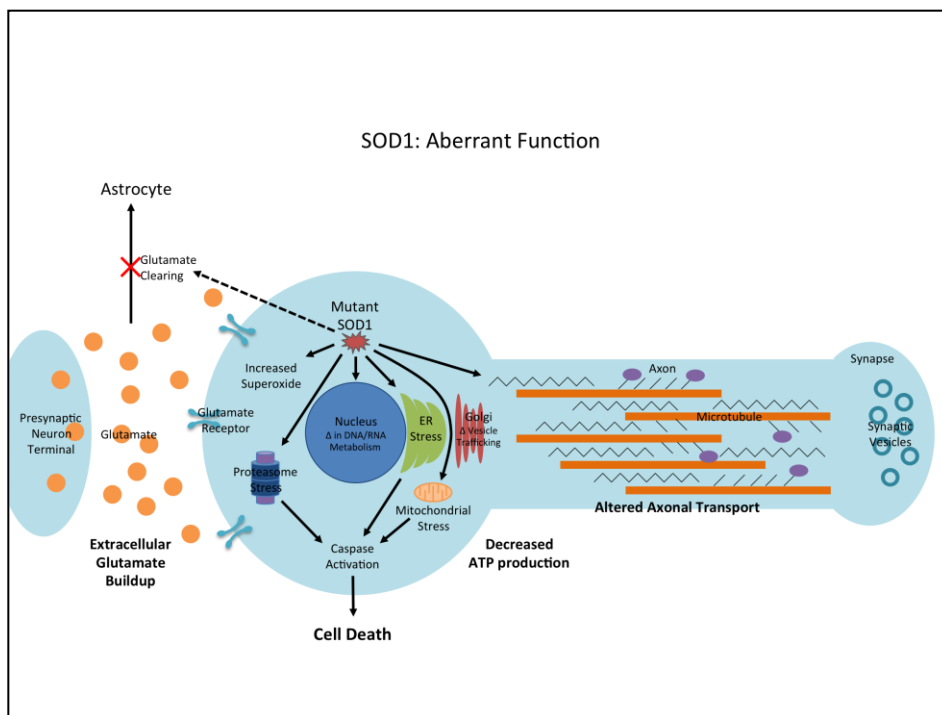 SOD1: Aberrant Function
Astrocyte
Glutamate
Clearing
Mutant
SOD1
Increased
Superoxide
Presynaptic
Neuron
Terminal
Glutamate
Glutamate
Receptor
Nucleus
Δ in DNA/RNA
Metabolism
ER
Stress
Golgi
Δ Vesicle
Trafficking
Proteasome
Stress
Mitochondrial
Stress
Caspase
Activation
Cell Death
Extracellular
Glutamate
Buildup
Decreased
ATP production
Axon
Microtubule
Altered Axonal Transport
Synapse
Synaptic
Vesicles